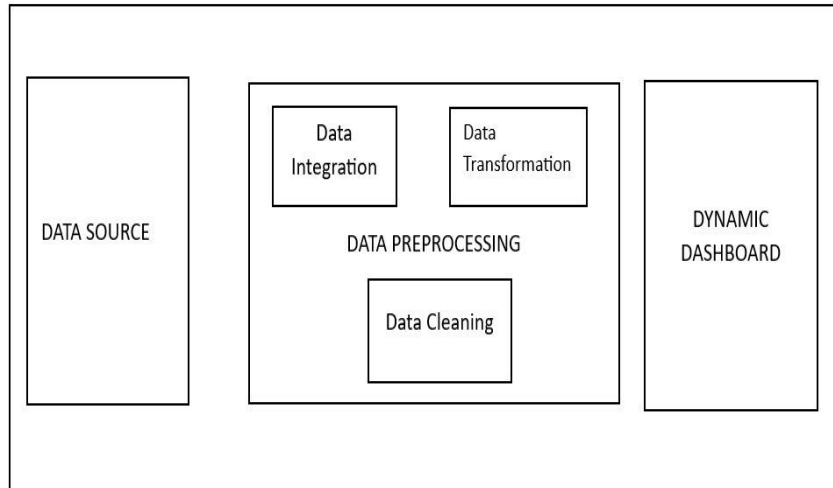 DATA SOURCE
Data
Integration
Data
Transformation
DATA PREPROCESSING
Data Cleaning
DYNAMIC
DASHBOARD